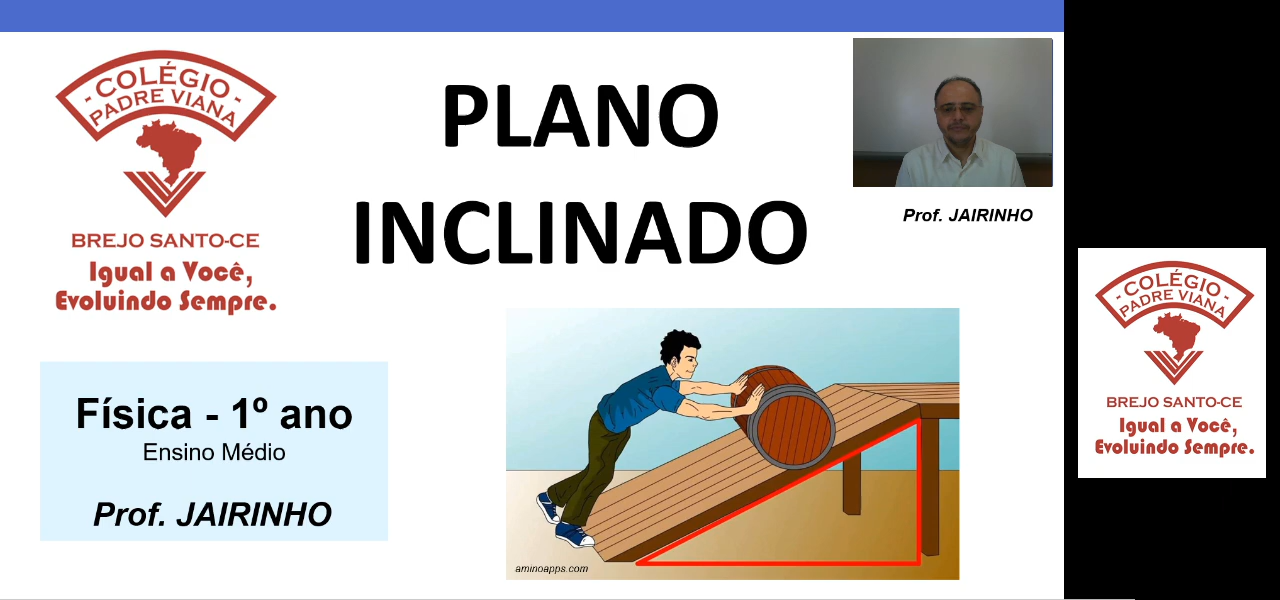 COLÉGIO
PADRE VIANA
BREJO SANTO-CE
Igual a Você,
Evoluindo Sempre.
PLANO
INCLINADO
Prof. JAIRINHO
Física - 1º ano
Ensino Médio
Prof. JAIRINHO
aminoapps.com
COLÉGIO
PADRE VIANA
BREJO SANTO-CE
Igual a Você,
Evoluindo Sempre.